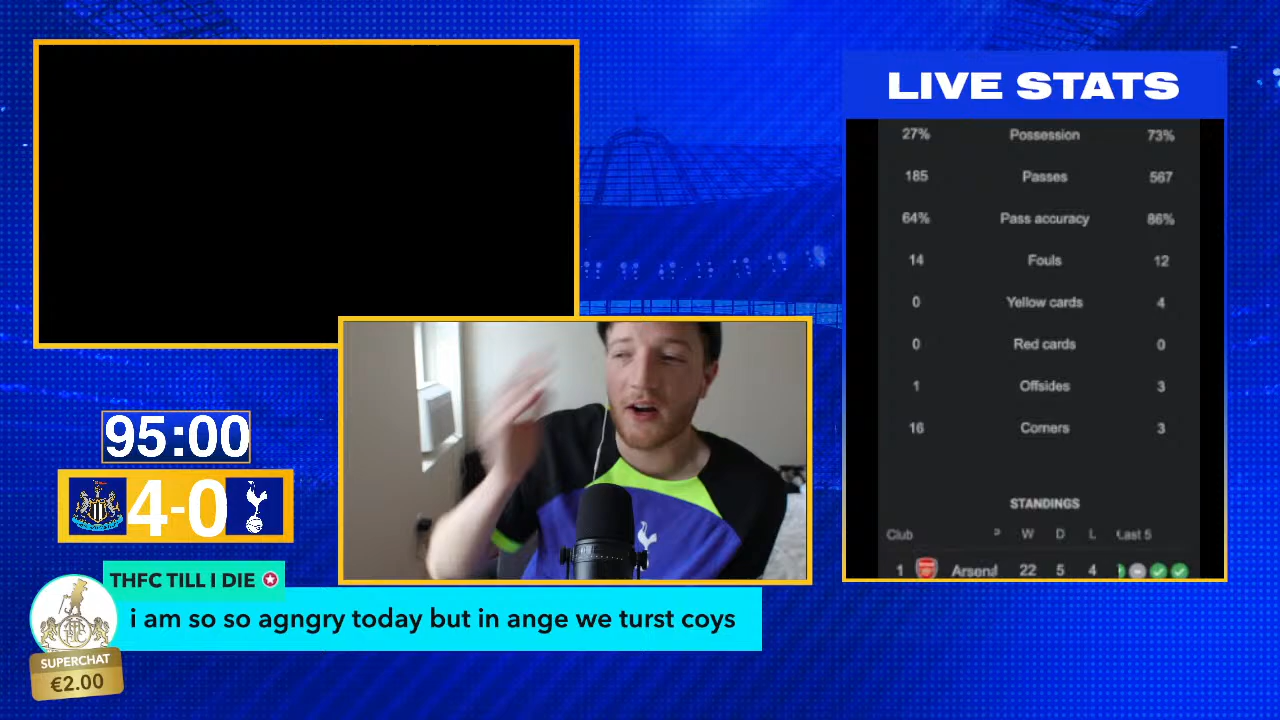 LIVE STATS
27% Possession 73%
185 Passes 567
64% Pass accuracy 86%
14 Fouls 12
0 Yellow cards 4
0 Red cards 0
1 Offsides 3
16 Corners 3
STANDINGS
Club P W D L Last 5
1 Arsenal 22 5 4
95:00
4-0
THFC TILL I DIE
i am so so agngry today but in ange we turst coys
SUPERCHAT
€2.00